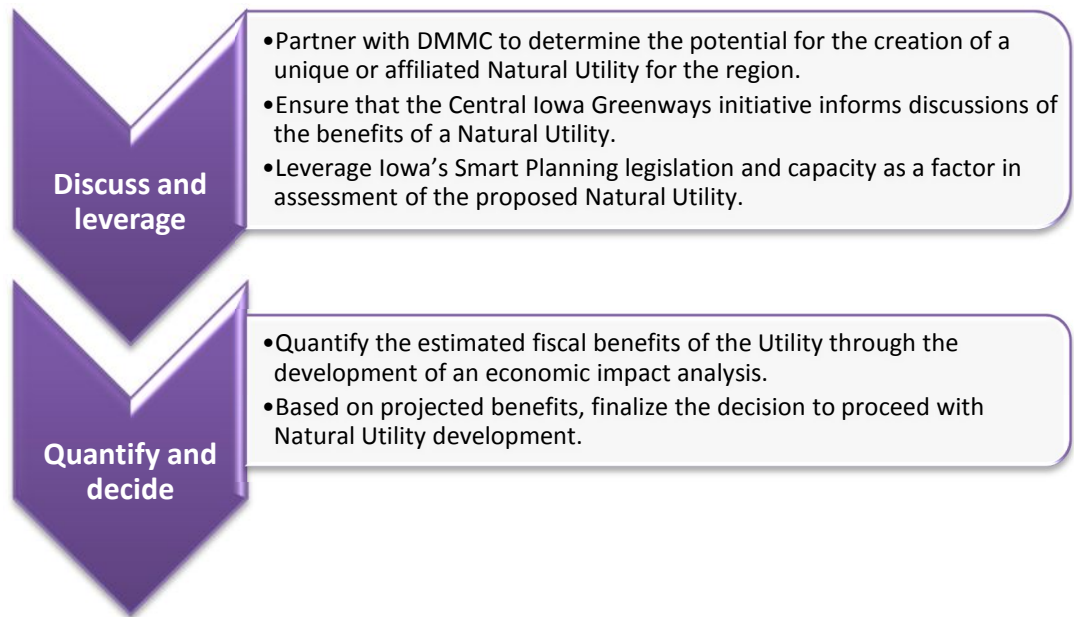 Discuss and
leverage
•Partner with DMMC to determine the potential for the creation of a
unique or affiliated Natural Utility for the region.
•Ensure that the Central Iowa Greenways initiative informs discussions of
the benefits of a Natural Utility.
•Leverage Iowa’s Smart Planning legislation and capacity as a factor in
assessment of the proposed Natural Utility.
Quantify and
decide
•Quantify the estimated fiscal benefits of the Utility through the
development of an economic impact analysis.
•Based on projected benefits, finalize the decision to proceed with
Natural Utility development.